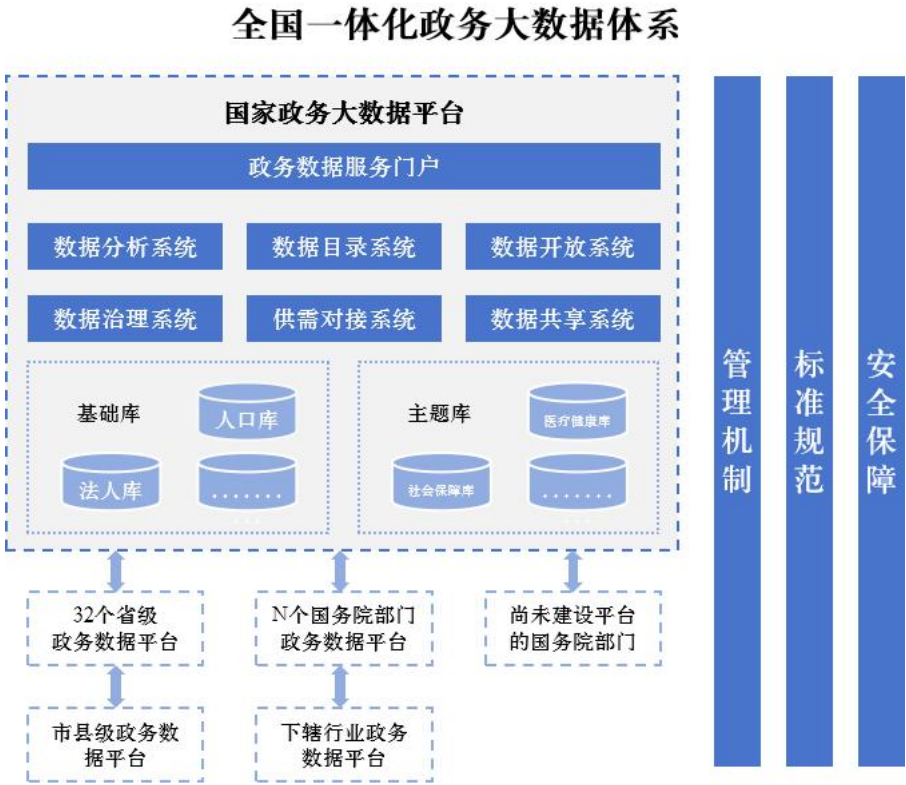 全国一体化政务大数据体系
国家政务大数据平台
政务数据服务门户
数据分析系统
数据目录系统
数据开放系统
数据治理系统
供需对接系统
数据共享系统
基础库
人口库
法人库
.......
...
主题库
医疗健康库
社会保障库
.......
...
32个省级
政务数据平台
N个国务院部门
政务数据平台
尚未建设平台
的国务院部门
市县级政务数
据平台
下辖行业政务
数据平台
管理机制
标准规范
安全保障